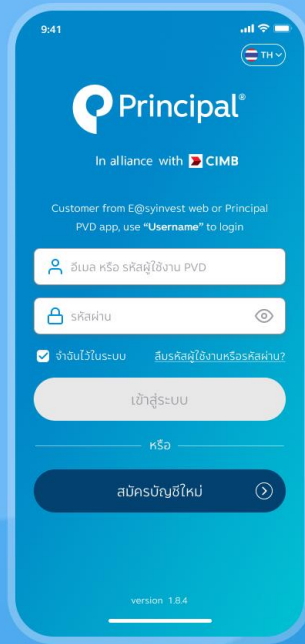 9:41
TH
Principal®
In alliance with CIMB
Customer from E@syinvest web or Principal
PVD app, use “Username” to login
อีเมล หรือ รหัสผู้ใช้งาน PVD
รหัสผ่าน
จำฉันไว้ในระบบ ลืมรหัสผู้ใช้งานหรือรหัสผ่าน?
เข้าสู่ระบบ
หรือ
สมัครบัญชีใหม่
version 1.8.4